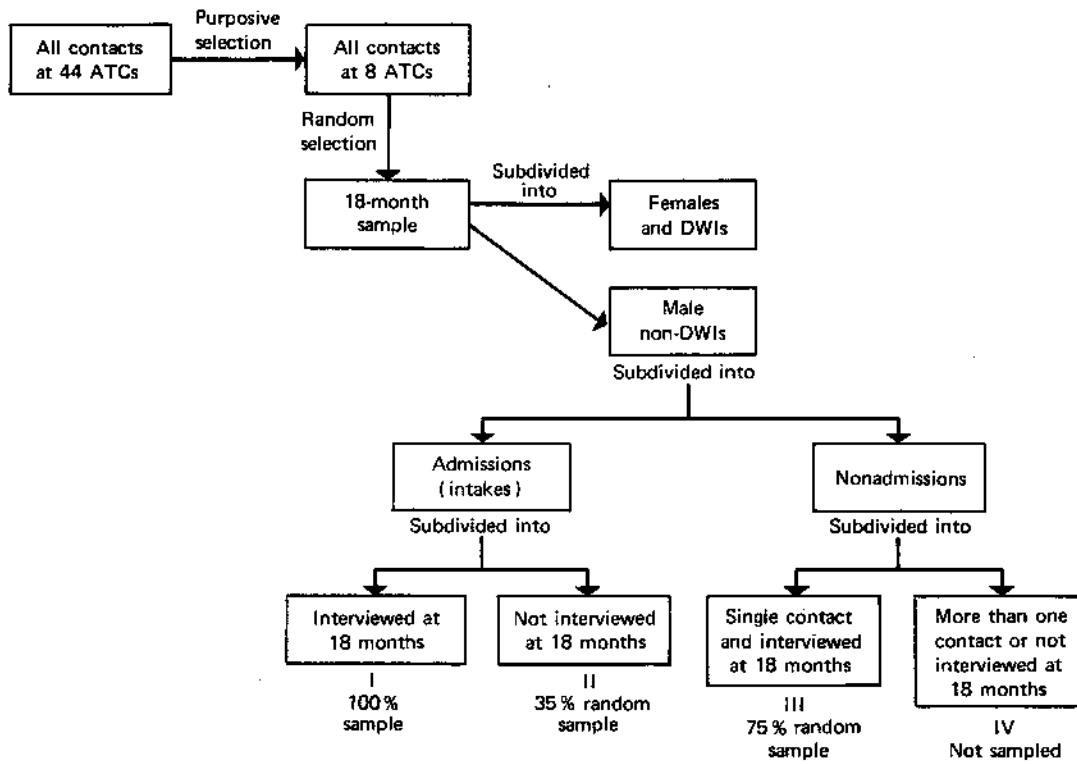 Purposive
selection
All contacts
at 44 ATCs
All contacts
at 8 ATCs
Random
selection
18-month
sample
Subdivided
into
Females
and DWIs
Male
non-DWIs
Subdivided into
Admissions
(intakes)
Nonadmissions
Subdivided into
Subdivided into
Interviewed at
18 months
Not interviewed
at 18 months
Single contact
and interviewed
at 18 months
More than one
contact or not
interviewed at
18 months
I
100%
sample
II
35% random
sample
III
75% random
sample
IV
Not sampled